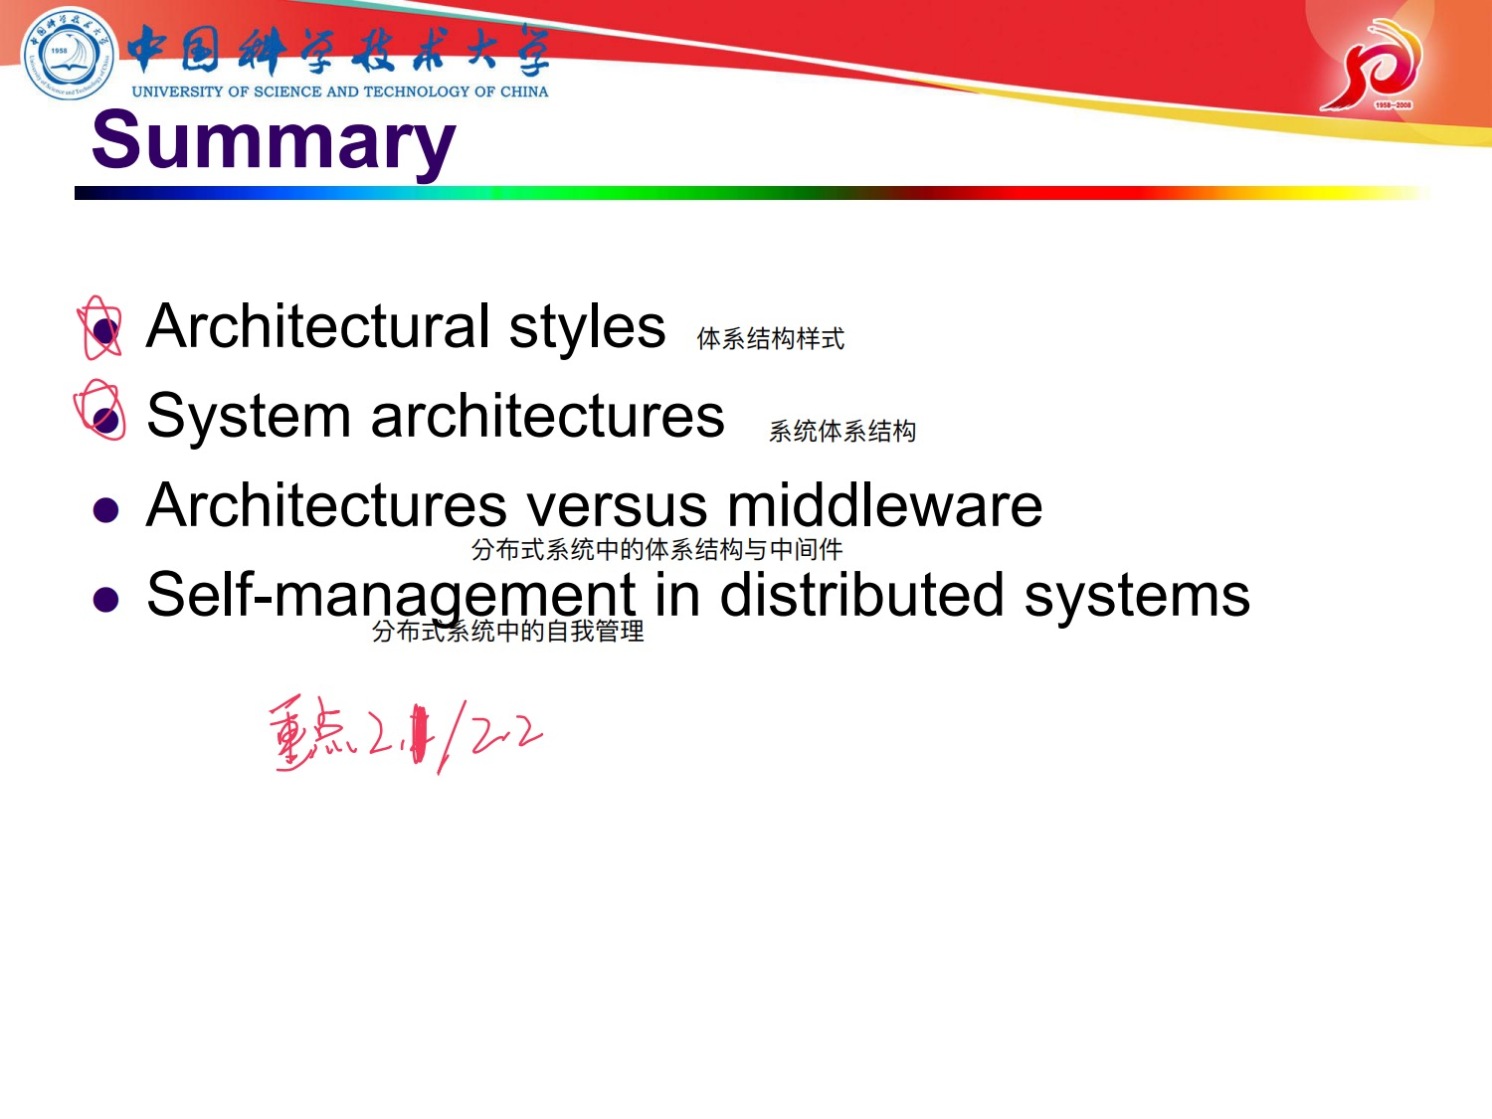 中国科学技术大学
UNIVERSITY OF SCIENCE AND TECHNOLOGY OF CHINA
1958
1958-2008
Summary
Architectural styles 体系结构样式
System architectures 系统体系结构
Architectures versus middleware
分布式系统中的体系结构与中间件
Self-management in distributed systems
分布式系统中的自我管理
重点2.1/2.2